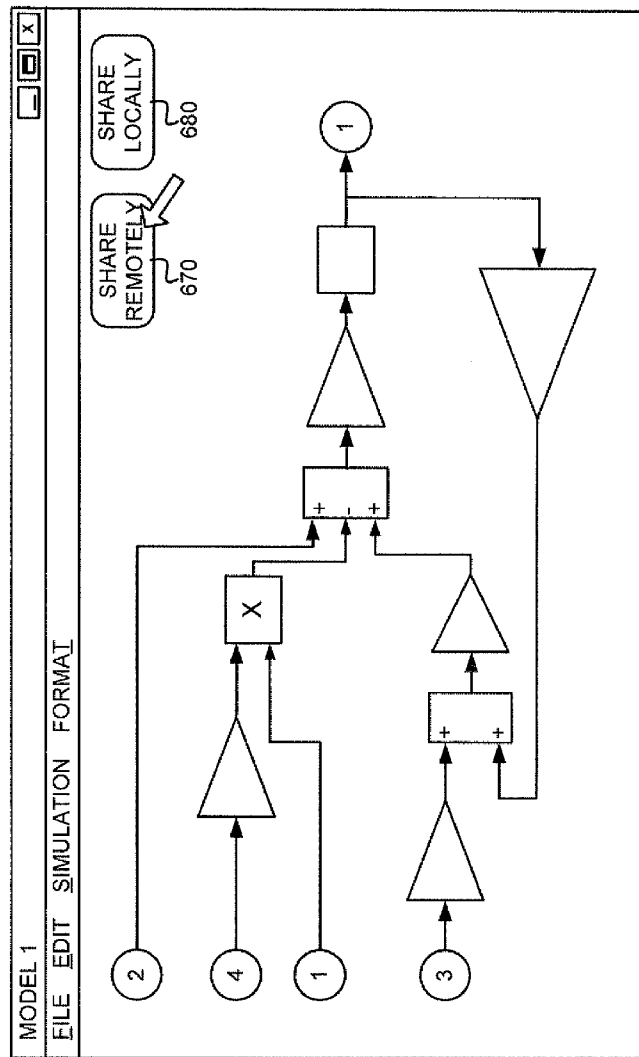 MODEL 1
X
FILE EDIT SIMULATION FORMAT
SHARE
REMOTELY
670
SHARE
LOCALLY
680
2
4
1
3
X
+
-
+
+
+
1